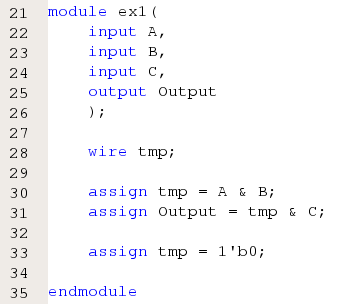 21 module ex1(
22     input A,
23     input B,
24     input C,
25     output Output
26     );
27
28     wire tmp;
29
30     assign tmp = A & B;
31     assign Output = tmp & C;
32
33     assign tmp = 1'b0;
34
35 endmodule